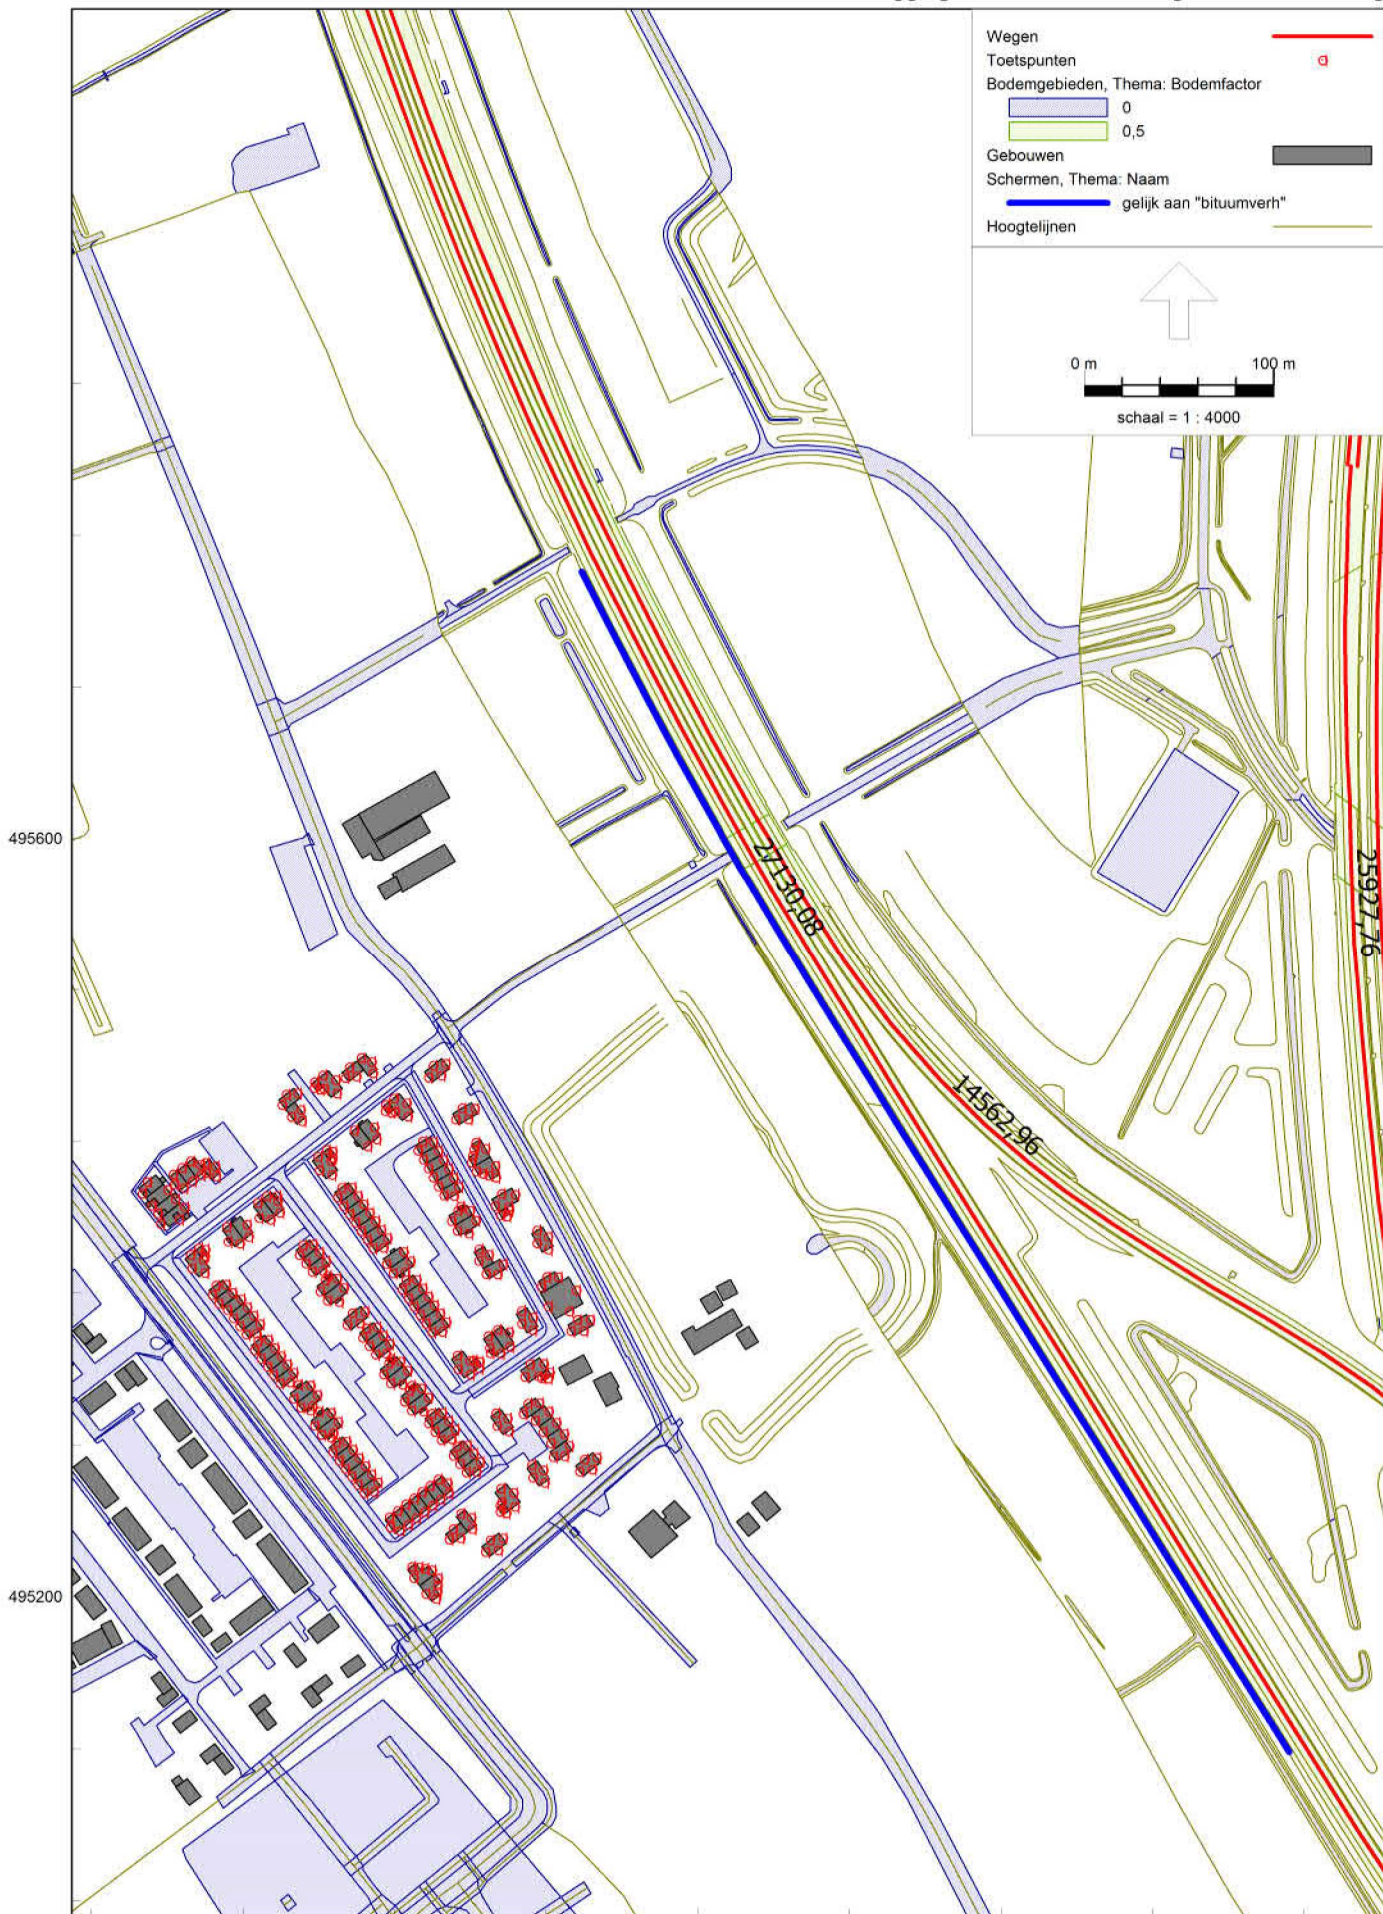 Wegen
Toetspunten
Bodemgebieden, Thema: Bodemfactor
0
0,5
Gebouwen
Schermen, Thema: Naam
gelijk aan "bituumverh"
Hoogtelijnen
0 m 100 m
schaal = 1 : 4000
495600
27130,08
25927,76
14562,96
495200